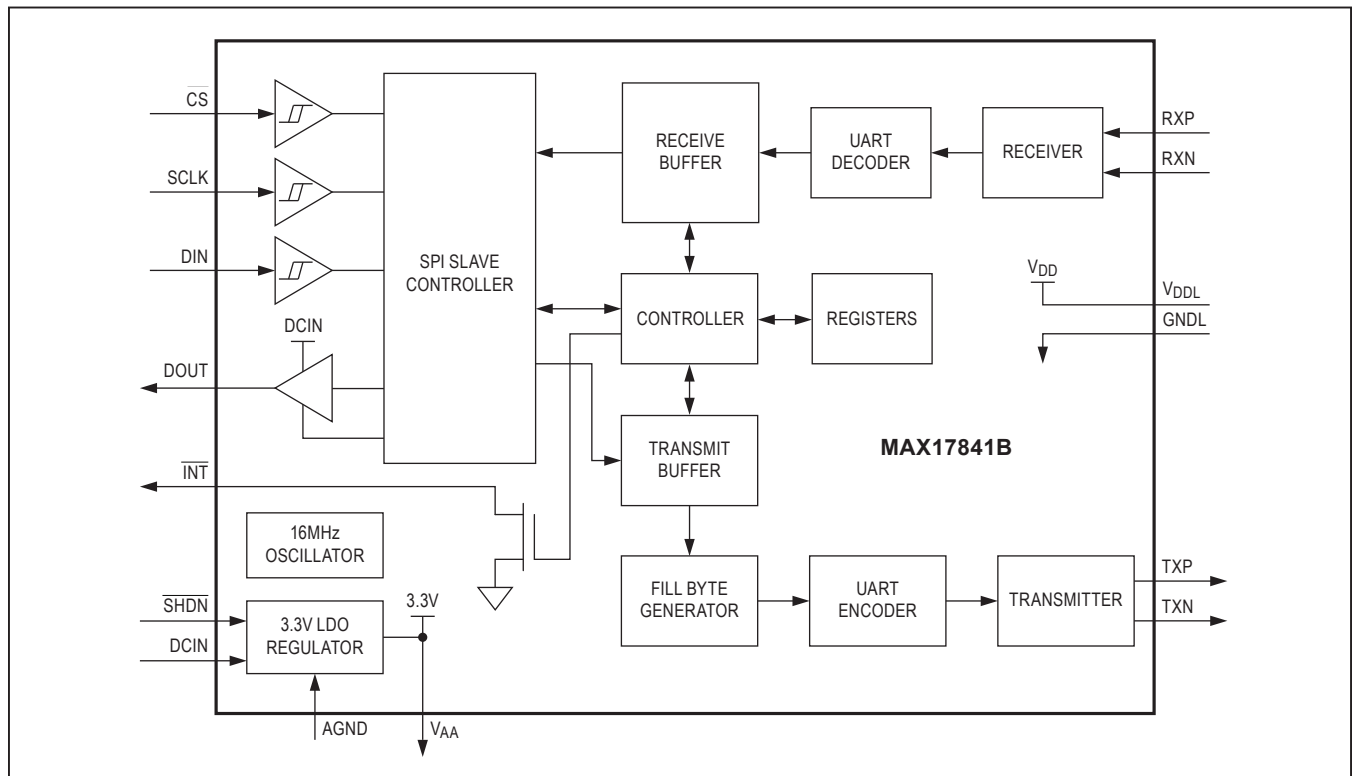 CS
SCLK
DIN
DCIN
DOUT
INT
SPI SLAVE
CONTROLLER
RECEIVE
BUFFER
UART
DECODER
RECEIVER
RXP
RXN
CONTROLLER
REGISTERS
VDD
VDDL
GNDL
TRANSMIT
BUFFER
MAX17841B
16MHz
OSCILLATOR
SHDN
DCIN
3.3V LDO
REGULATOR
3.3V
AGND
VAA
FILL BYTE
GENERATOR
UART
ENCODER
TRANSMITTER
TXP
TXN